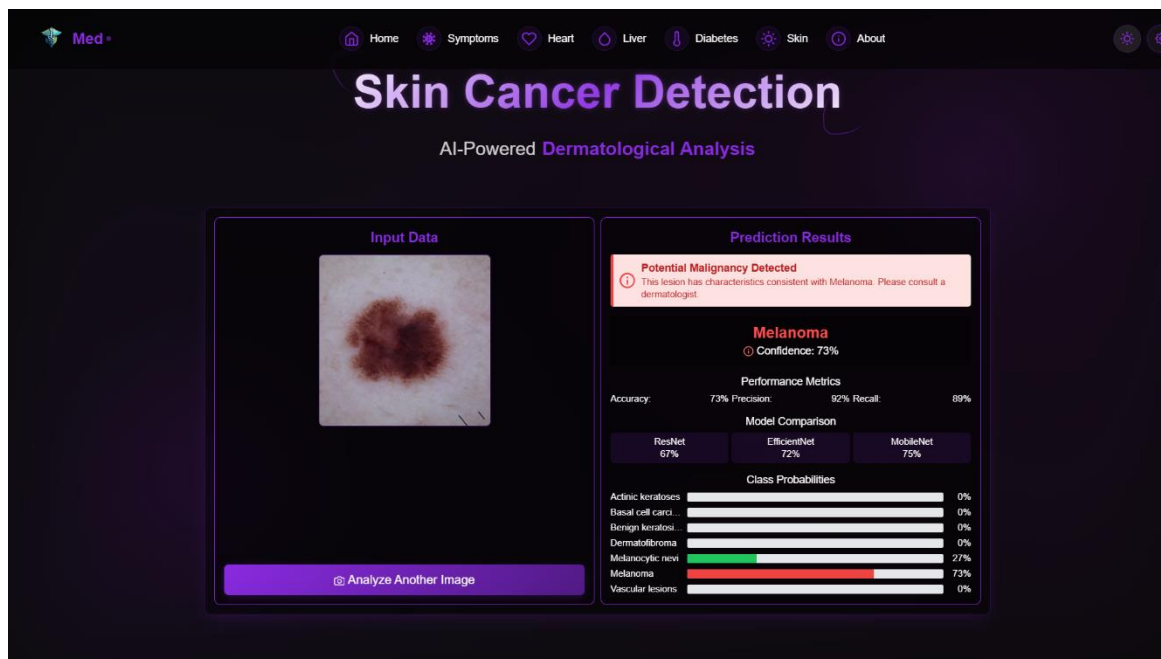 Med
Home Symptoms Heart Liver Diabetes Skin About
Skin Cancer Detection
AI-Powered Dermatological Analysis
Input Data
Analyze Another Image
Prediction Results
Potential Malignancy Detected
This lesion has characteristics consistent with Melanoma. Please consult a
dermatologist.
Melanoma
Confidence: 73%
Performance Metrics
Accuracy: 73% Precision: 92% Recall: 89%
Model Comparison
ResNet EfficientNet MobileNet
67% 72% 75%
Class Probabilities
Actinic keratoses 0%
Basal cell carci... 0%
Benign keratosi... 0%
Dermatofibroma 0%
Melanocytic nevi 27%
Melanoma 73%
Vascular lesions 0%